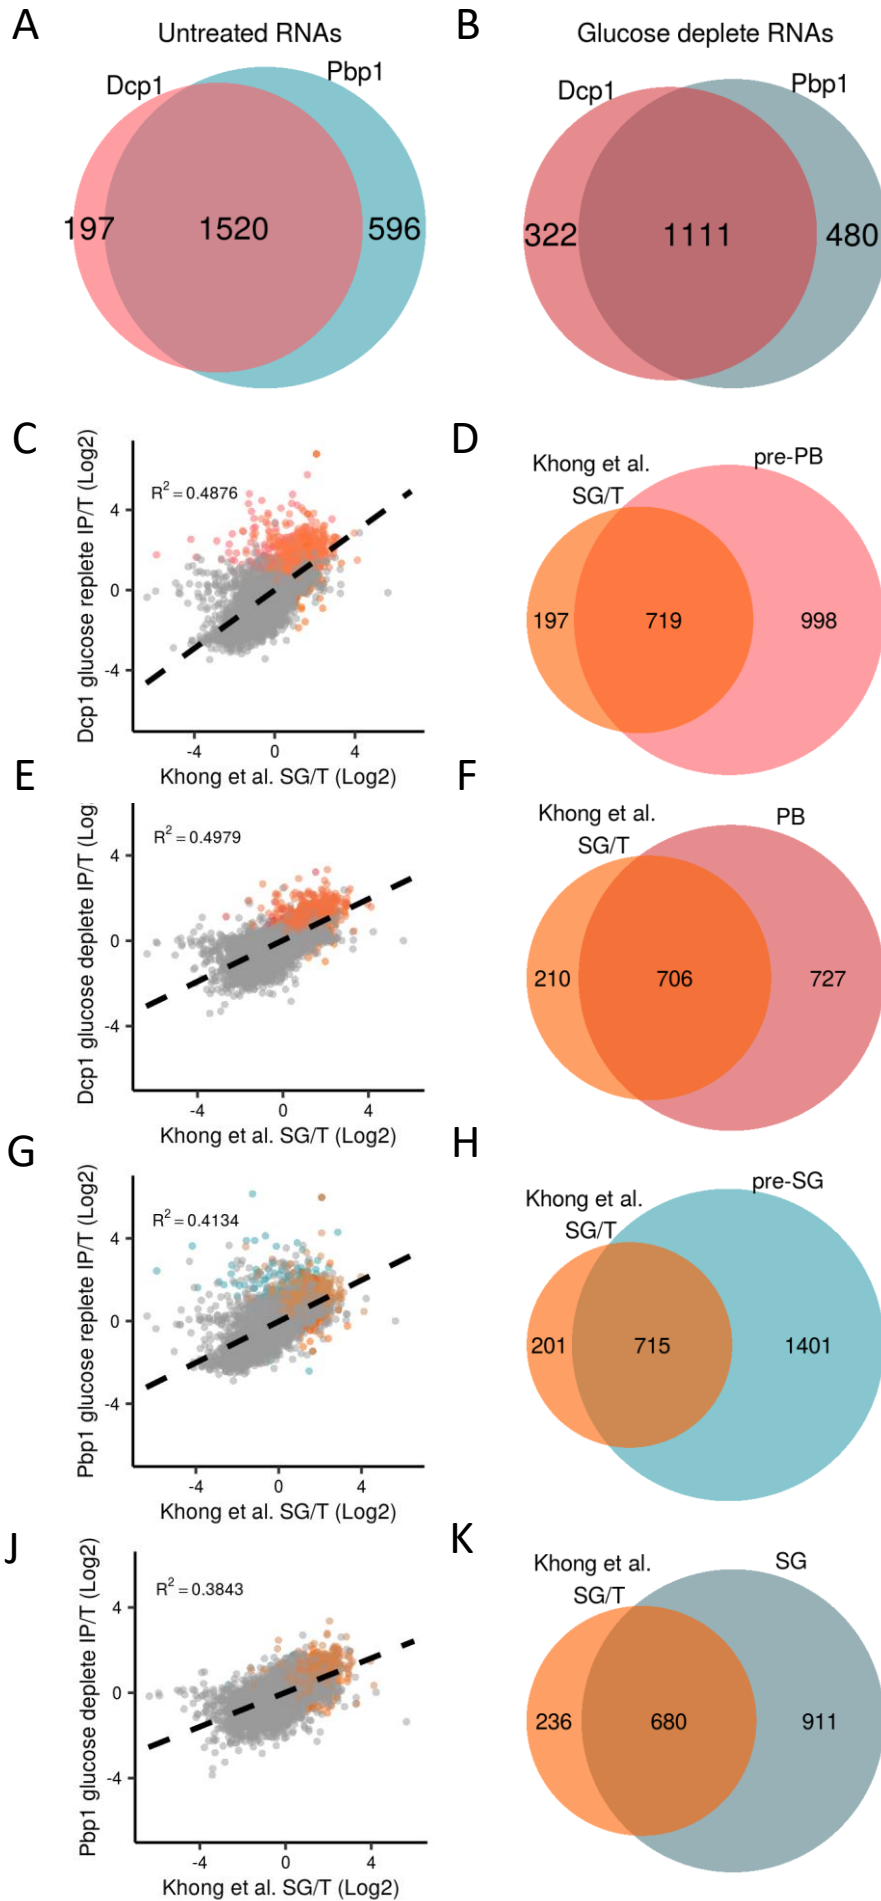 A
Untreated RNAs
Dcp1
Pbp1
197
1520
596
B
Glucose deplete RNAs
Dcp1
Pbp1
322
1111
480
C
Dcp1 glucose replete IP/T (Log2)
R² = 0.4876
4
0
-4
-4
0
4
Khong et al. SG/T (Log2)
D
Khong et al.
SG/T
pre-PB
197
719
998
E
Dcp1 glucose deplete IP/T (Log
R² = 0.4979
4
0
-4
-4
0
4
Khong et al. SG/T (Log2)
F
Khong et al.
SG/T
PB
210
706
727
G
Pbp1 glucose replete IP/T (Log2)
R² = 0.4134
4
0
-4
-4
0
4
Khong et al. SG/T (Log2)
H
Khong et al.
SG/T
pre-SG
201
715
1401
J
Pbp1 glucose deplete IP/T (Log2)
R² = 0.3843
4
0
-4
-4
0
4
Khong et al. SG/T (Log2)
K
Khong et al.
SG/T
SG
236
680
911